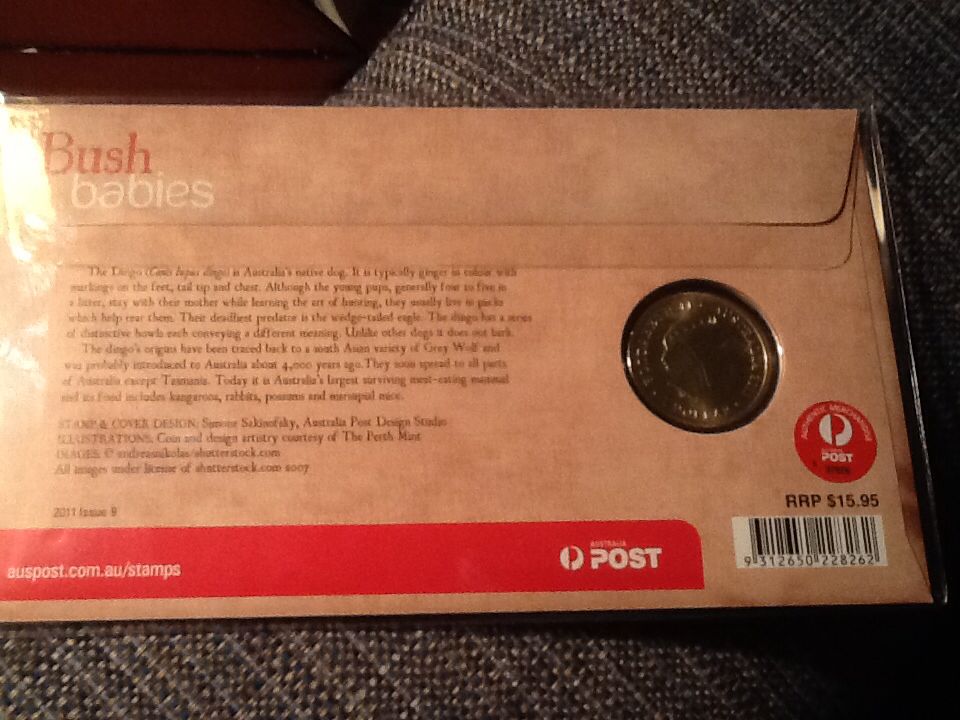 Bush
babies
The Dingo (Canis lupus dingo) is Australia's native dog. It is typically ginger in colour with
markings on the feet, tail tip and chest. Although the young pups, generally four to five in
a litter, stay with their mother while learning the art of hunting, they usually live in packs
which help rear them. Their deadliest predator is the wedge-tailed eagle. The dingo has a series
of distinctive howls each conveying a different meaning. Unlike other dogs it does not bark.
The dingo's origins have been traced back to a south Asian variety of Grey Wolf and
was probably introduced to Australia about 4,000 years ago. They soon spread to all parts
of Australia except Tasmania. Today it is Australia's largest surviving meat-eating mammal
and its food includes kangaroos, rabbits, possums and marsupial mice.
STAMP & COVER DESIGN: Simone Sakinofsky, Australia Post Design Studio
ILLUSTRATIONS: Coin and design artistry courtesy of The Perth Mint
IMAGES: © andreanikolas/shutterstock.com
All images under license of shutterstock.com 2007
2011 Issue 9
AUTHENTIC MERCHANDISE
POST
RRP $15.95
9 312650 228262
auspost.com.au/stamps
AUSTRALIA
POST